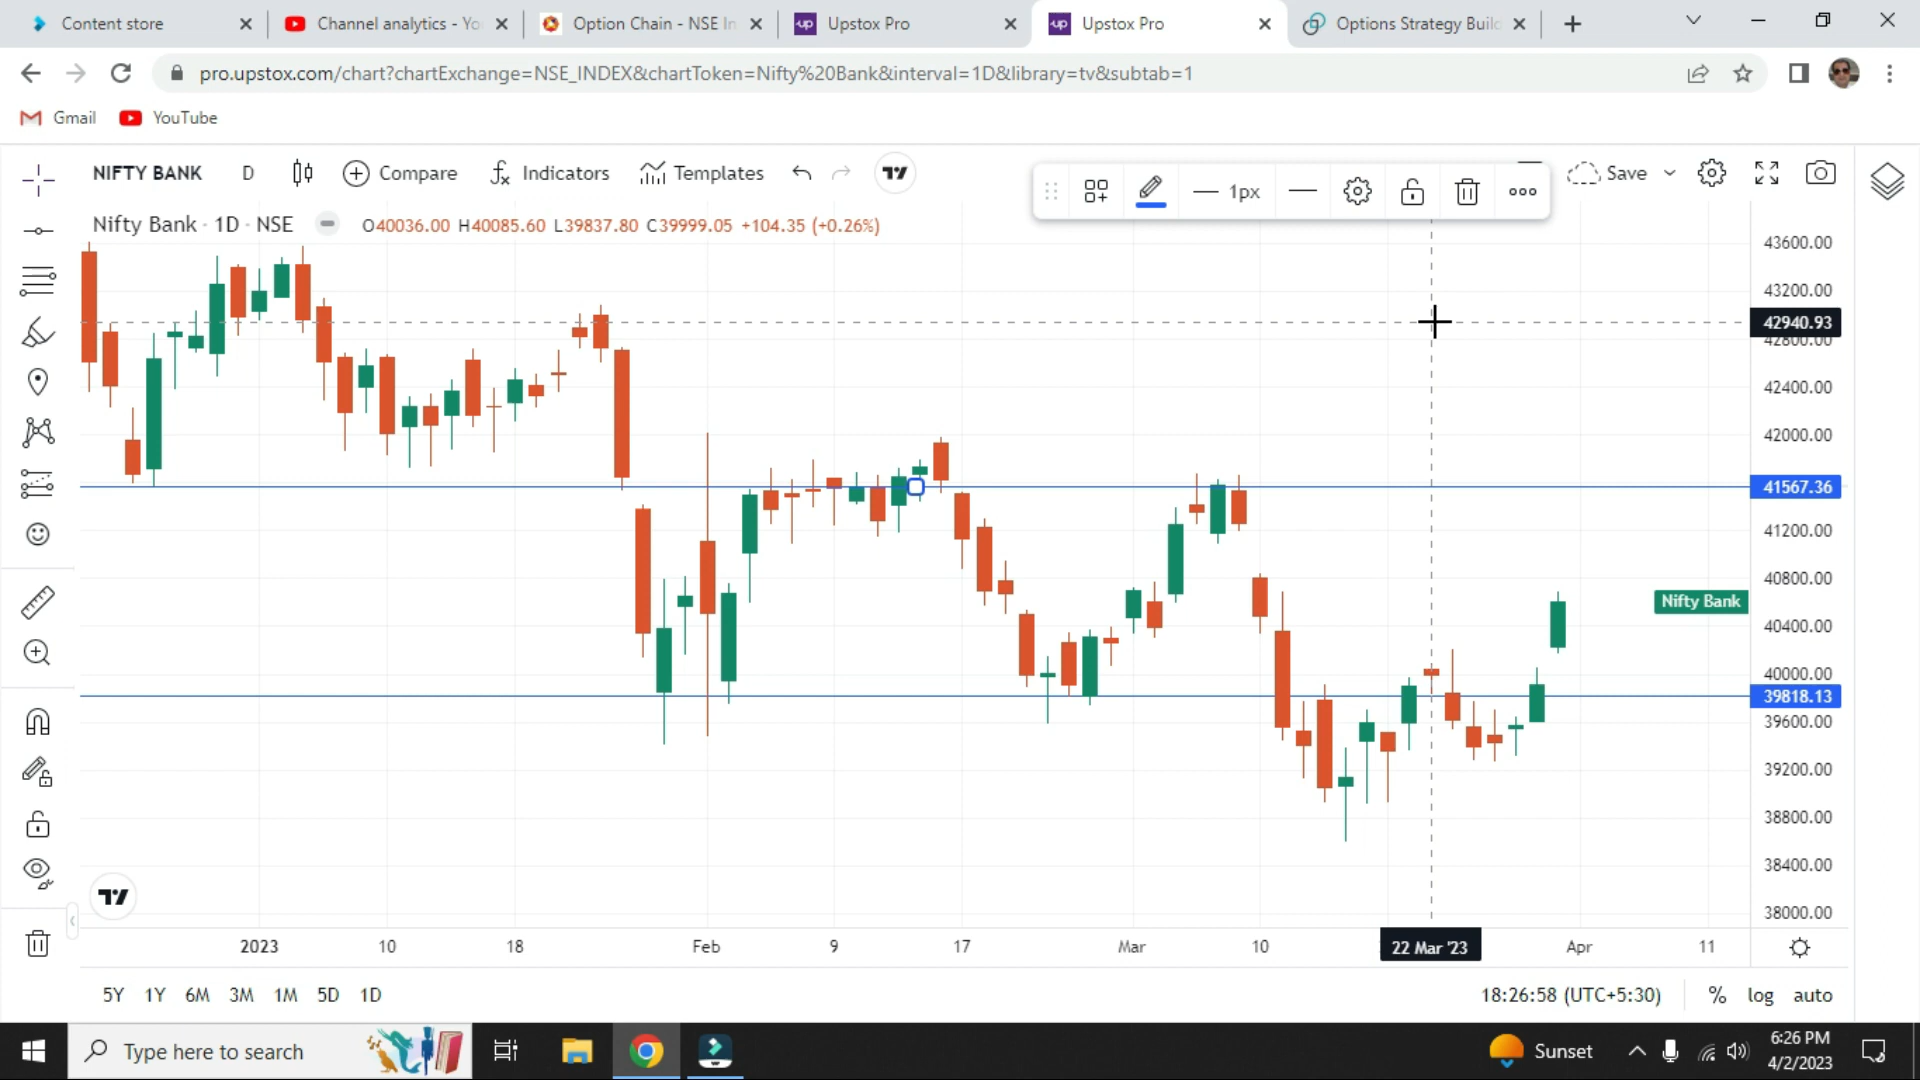 Content store
Channel analytics - Yo
Option Chain - NSE In
Upstox Pro
Upstox Pro
Options Strategy Build
pro.upstox.com/chart?chartExchange=NSE_INDEX&chartToken=Nifty%20Bank&interval=1D&library=tv&subtab=1
Gmail
YouTube
NIFTY BANK
D
Compare
Indicators
Templates
1px
Save
Nifty Bank · 1D · NSE
O40036.00 H40085.60 L39837.80 C39999.05 +104.35 (+0.26%)
43600.00
43200.00
42940.93
42800.00
42400.00
42000.00
41567.36
41200.00
40800.00
Nifty Bank
40400.00
40000.00
39818.13
39600.00
39200.00
38800.00
38400.00
38000.00
2023
10
18
Feb
9
17
Mar
10
22 Mar '23
Apr
11
5Y 1Y 6M 3M 1M 5D 1D
18:26:58 (UTC+5:30)
% log auto
Type here to search
Sunset
6:26 PM
4/2/2023